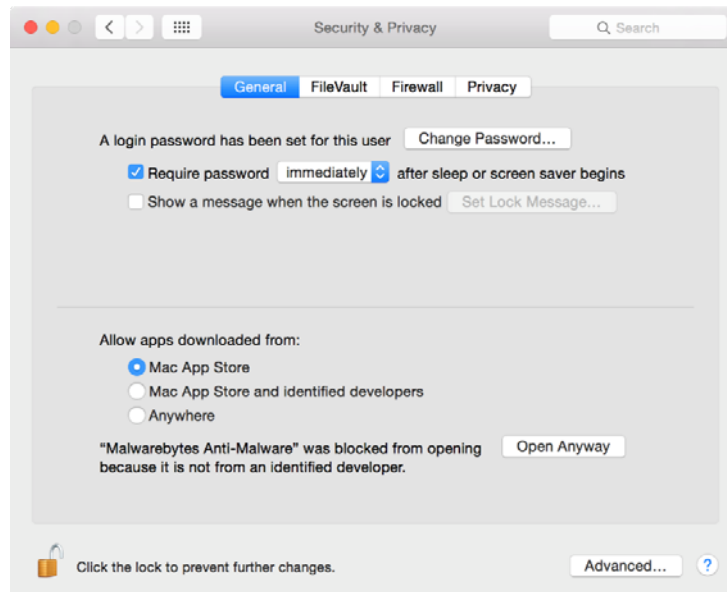 Security & Privacy
Search
General FileVault Firewall Privacy
A login password has been set for this user Change Password...
Require password immediately after sleep or screen saver begins
Show a message when the screen is locked Set Lock Message...
Allow apps downloaded from:
Mac App Store
Mac App Store and identified developers
Anywhere
“Malwarebytes Anti-Malware” was blocked from opening Open Anyway
because it is not from an identified developer.
Click the lock to prevent further changes. Advanced... ?